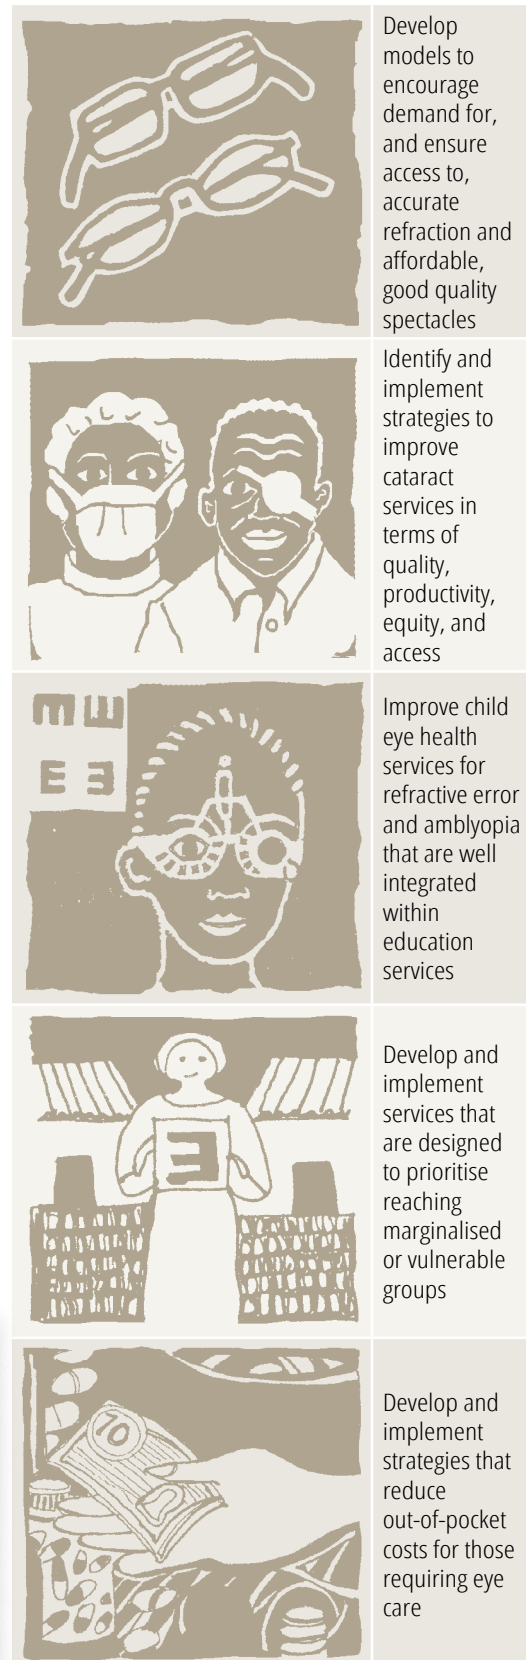 Develop
models to
encourage
demand for,
and ensure
access to,
accurate
refraction and
affordable,
good quality
spectacles
Identify and
implement
strategies to
improve
cataract
services in
terms of
quality,
productivity,
equity, and
access
Improve child
eye health
services for
refractive error
and amblyopia
that are well
integrated
within
education
services
Develop and
implement
services that
are designed
to prioritise
reaching
marginalised
or vulnerable
groups
10
Develop and
implement
strategies that
reduce
out-of-pocket
costs for those
requiring eye
care